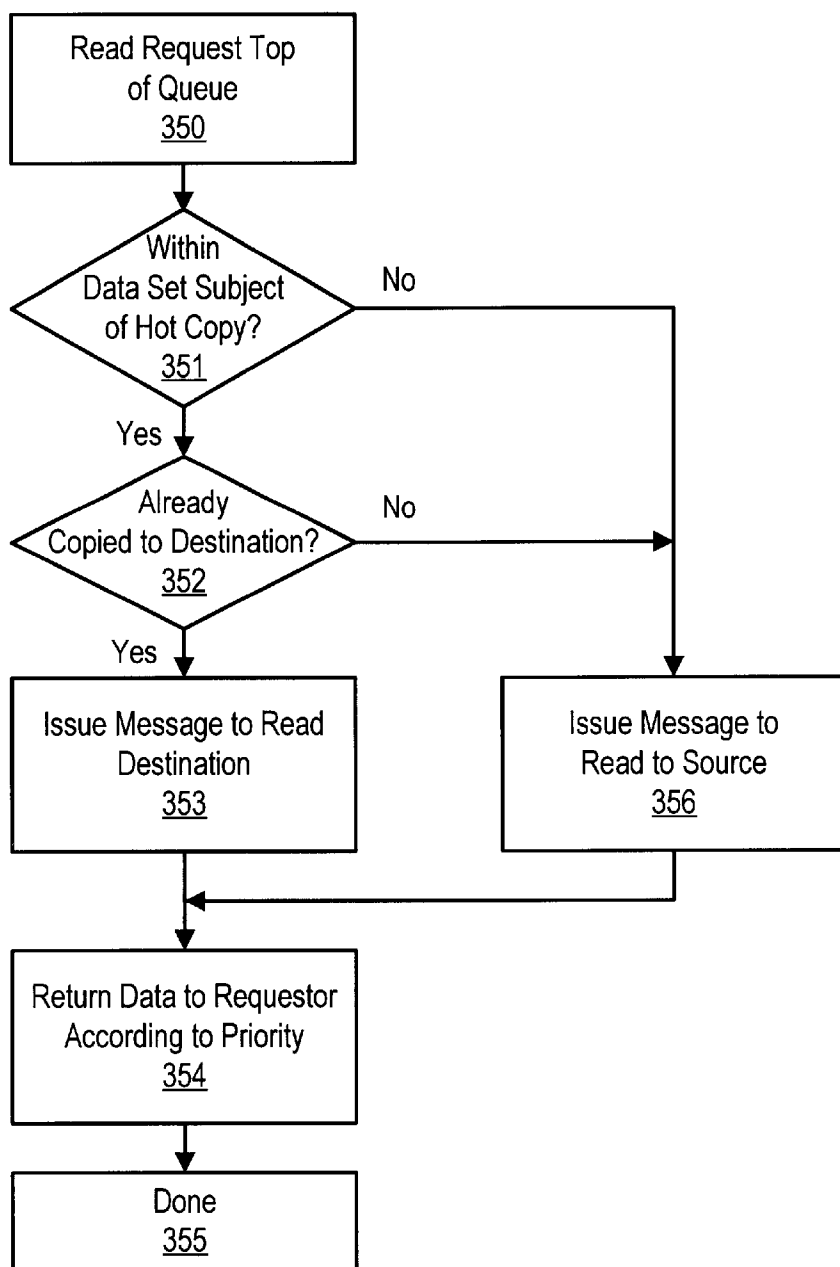 Read Request Top
of Queue
350
Within
Data Set Subject
of Hot Copy?
351
No
Yes
Already
Copied to Destination?
352
No
Yes
Issue Message to Read
Destination
353
Issue Message to
Read to Source
356
Return Data to Requestor
According to Priority
354
Done
355